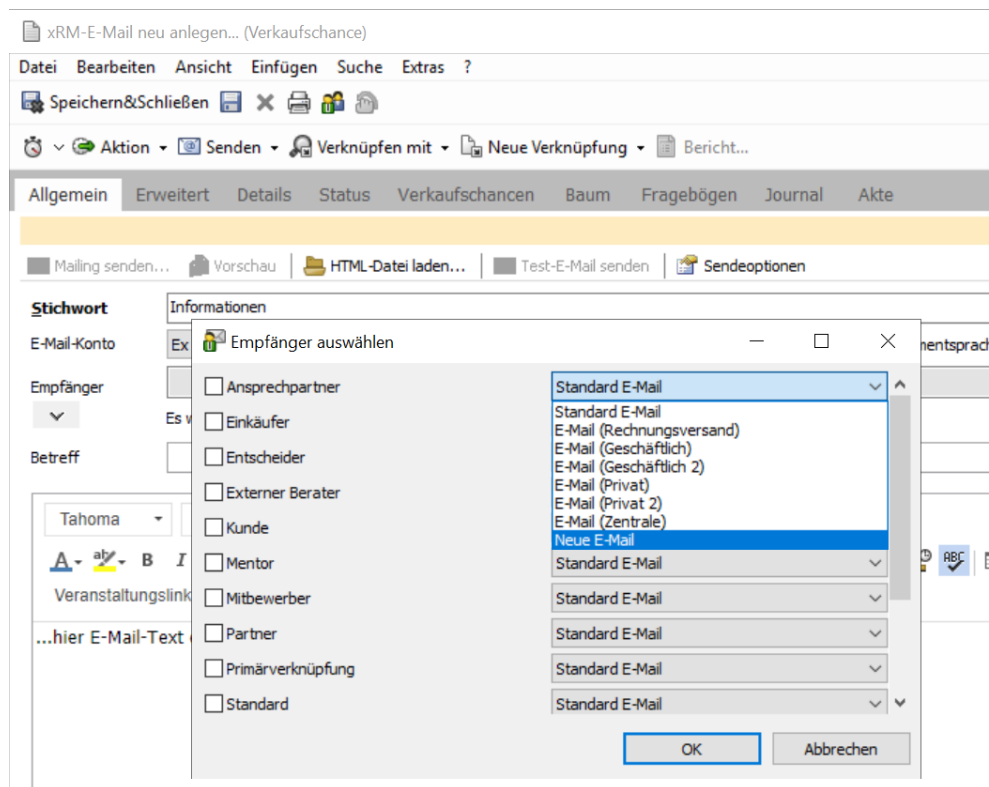 xRM-E-Mail neu anlegen... (Verkaufschance)
Datei Bearbeiten Ansicht Einfügen Suche Extras ?
Speichern&Schließen
Aktion Senden Verknüpfen mit Neue Verknüpfung Bericht...
Allgemein Erweitert Details Status Verkaufschancen Baum Fragebögen Journal Akte
Mailing senden... Vorschau HTML-Datei laden... Test-E-Mail senden Sendeoptionen
Stichwort Informationen
E-Mail-Konto Ex
Empfänger
Es
Betreff
Tahoma
A ab B I ABC
Veranstaltungslink
...hier E-Mail-Text
Empfänger auswählen
Ansprechpartner Standard E-Mail
Standard E-Mail
E-Mail (Rechnungsversand)
Einkäufer
E-Mail (Geschäftlich)
Entscheider
E-Mail (Geschäftlich 2)
E-Mail (Privat)
Externer Berater
E-Mail (Privat 2)
E-Mail (Zentrale)
Kunde
Neue E-Mail
Mentor Standard E-Mail
Mitbewerber Standard E-Mail
Partner Standard E-Mail
Primärverknüpfung Standard E-Mail
Standard Standard E-Mail
OK Abbrechen